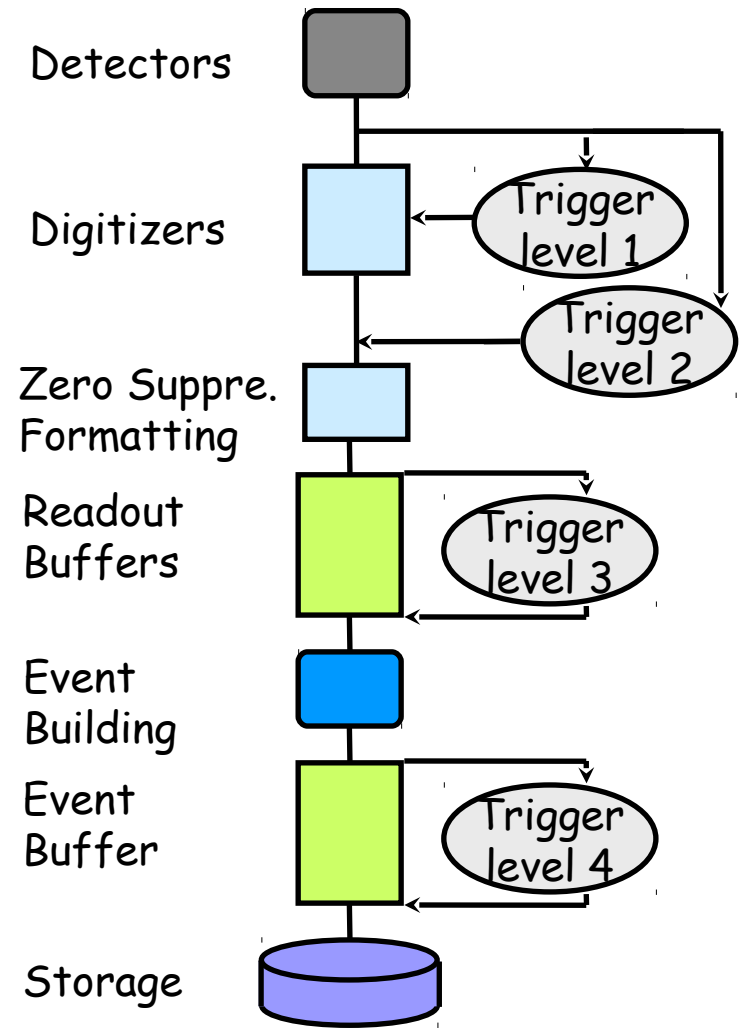 Detectors
Trigger
level 1
Digitizers
Trigger
level 2
Zero Suppre.
Formatting
Readout
Buffers
Trigger
level 3
Event
Building
Event
Buffer
Trigger
level 4
Storage